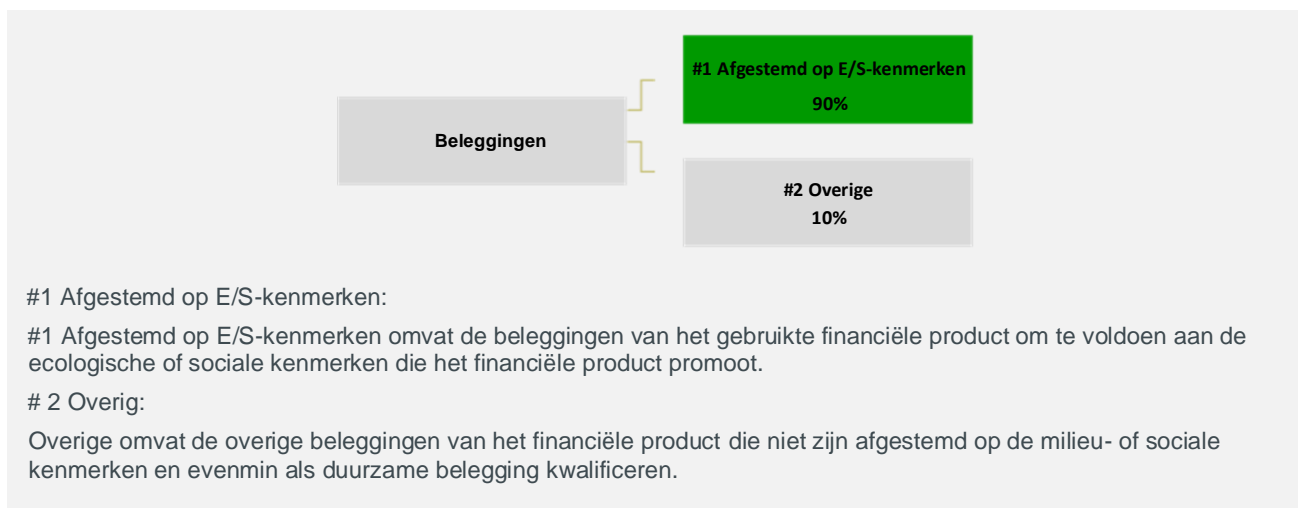 #1 Afgestemd op E/S-kenmerken
90%
Beleggingen
#2 Overige
10%
#1 Afgestemd op E/S-kenmerken:
#1 Afgestemd op E/S-kenmerken omvat de beleggingen van het gebruikte financiële product om te voldoen aan de
ecologische of sociale kenmerken die het financiële product promoot.
# 2 Overig:
Overige omvat de overige beleggingen van het financiële product die niet zijn afgestemd op de milieu- of sociale
kenmerken en evenmin als duurzame belegging kwalificeren.